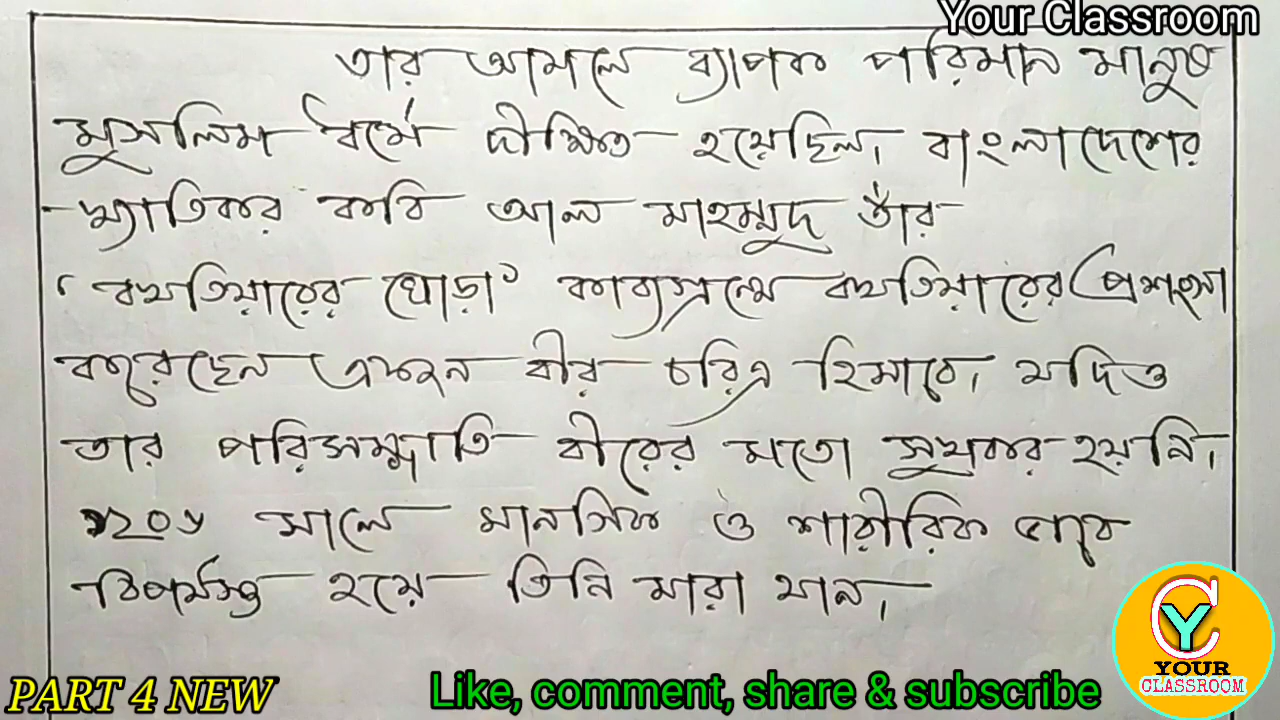 Your Classroom
তার আমলে ব্যাপক পরিমান মানুষ
মুসলিম ধর্মে দীক্ষিত হয়েছিল। বাংলাদেশের
খ্যাতিকার কবি আল মাহমুদ তাঁর
'বখতিয়ারের ঘোড়া' কাব্যগ্রন্থে বখতিয়ারের প্রশংসা
করেছেন একজন বীর চরিত্র হিসাবে। যদিও
তার পরিসমাপ্তি বীরের মতো সুখকর হয়নি।
১২০৬ সালে মানসিক ও শারীরিক ভাবে
বিপর্যস্ত হয়ে তিনি মারা যান।
PART 4 NEW
Like, comment, share & subscribe
C
Y
YOUR
CLASSROOM